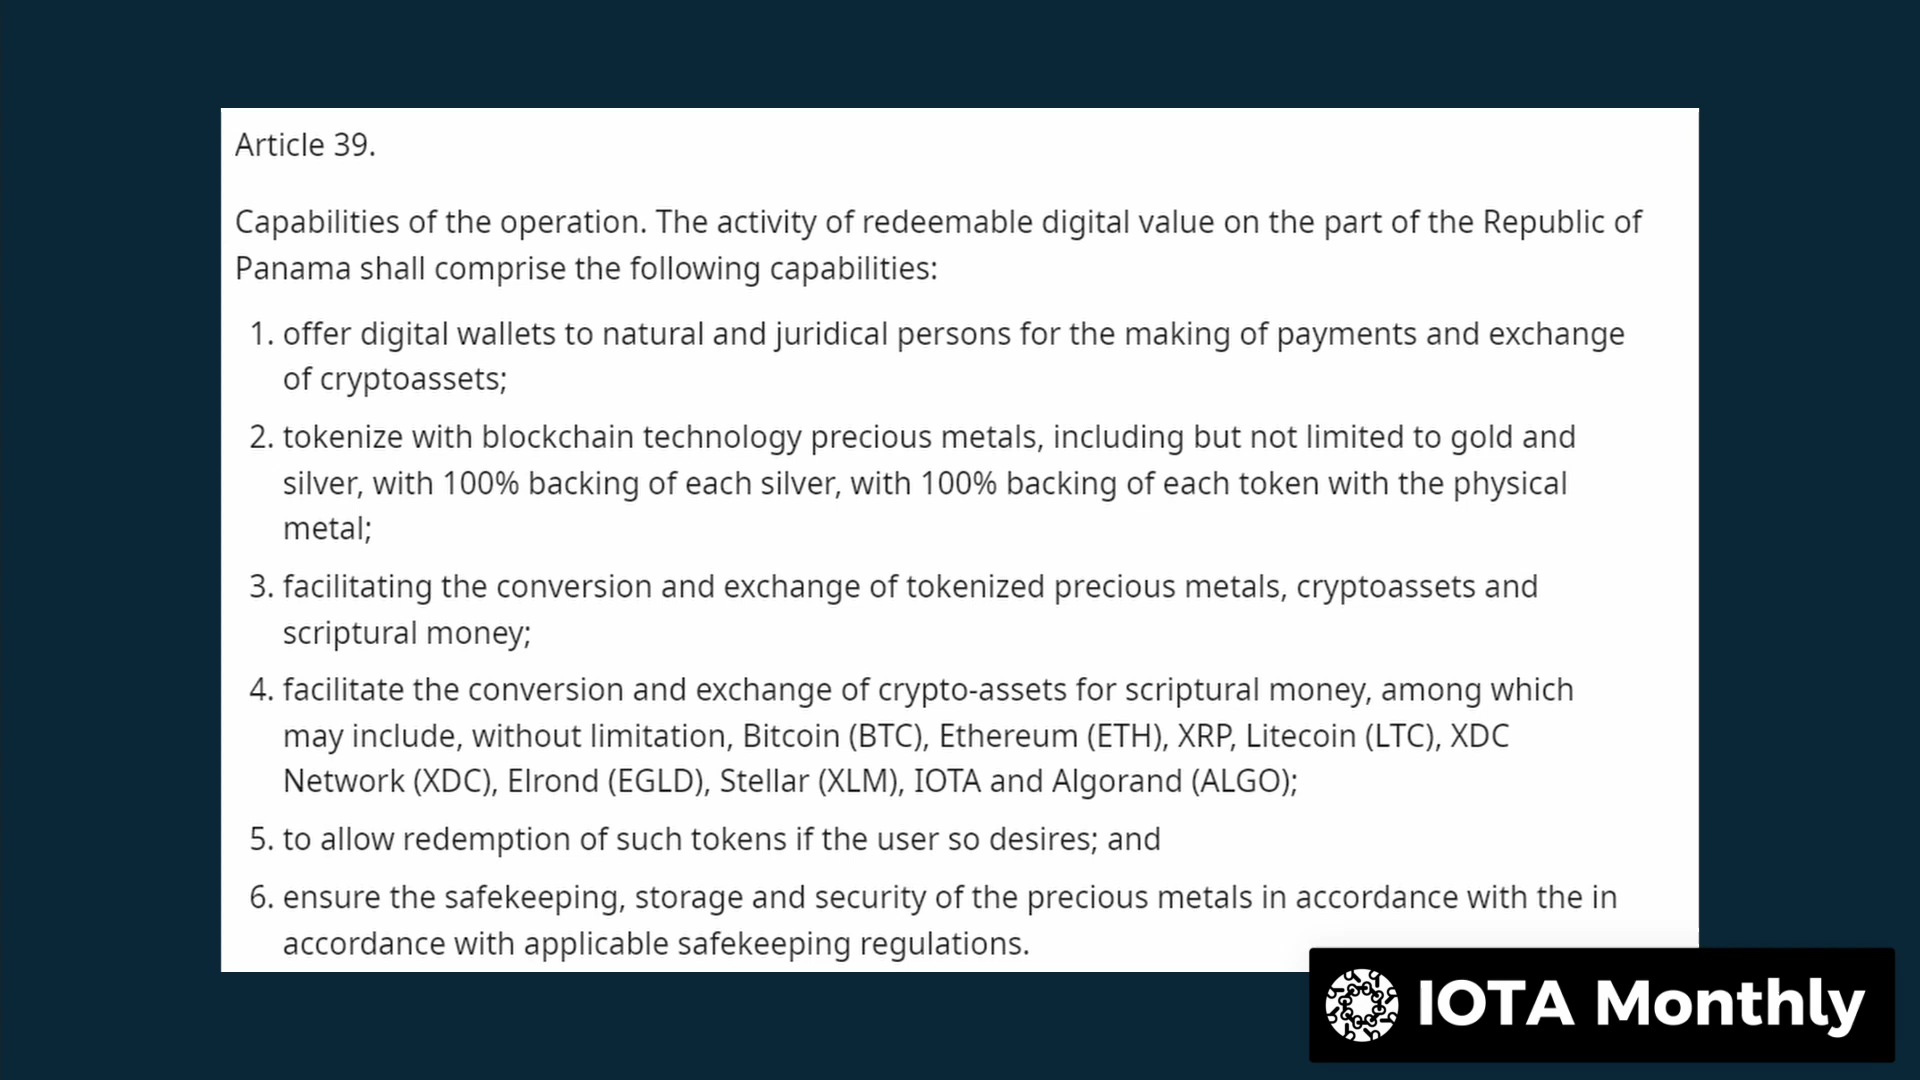 Article 39.
Capabilities of the operation. The activity of redeemable digital value on the part of the Republic of
Panama shall comprise the following capabilities:
1. offer digital wallets to natural and juridical persons for the making of payments and exchange
of cryptoassets;
2. tokenize with blockchain technology precious metals, including but not limited to gold and
silver, with 100% backing of each silver, with 100% backing of each token with the physical
metal;
3. facilitating the conversion and exchange of tokenized precious metals, cryptoassets and
scriptural money;
4. facilitate the conversion and exchange of crypto-assets for scriptural money, among which
may include, without limitation, Bitcoin (BTC), Ethereum (ETH), XRP, Litecoin (LTC), XDC
Network (XDC), Elrond (EGLD), Stellar (XLM), IOTA and Algorand (ALGO);
5. to allow redemption of such tokens if the user so desires; and
6. ensure the safekeeping, storage and security of the precious metals in accordance with the in
accordance with applicable safekeeping regulations.
IOTA Monthly